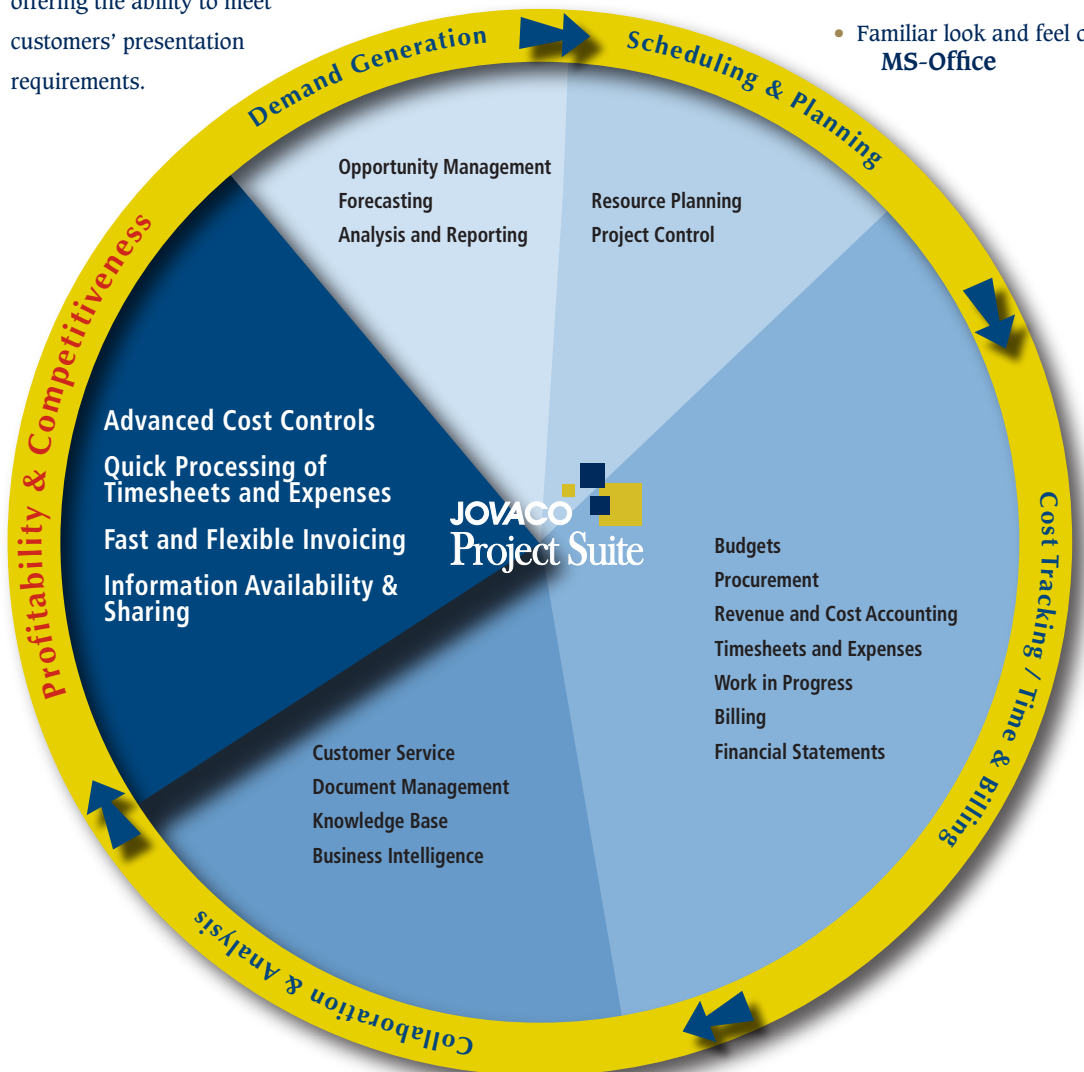 offering the ability to meet
customers’ presentation
requirements.
• Familiar look and feel
MS-Office
Demand Generation
Scheduling & Planning
Cost Tracking / Time & Billing
Collaboration & Analysis
Profitability & Competitiveness
Opportunity Management
Forecasting
Analysis and Reporting
Resource Planning
Project Control
Budgets
Procurement
Revenue and Cost Accounting
Timesheets and Expenses
Work in Progress
Billing
Financial Statements
Customer Service
Document Management
Knowledge Base
Business Intelligence
Advanced Cost Controls
Quick Processing of
Timesheets and Expenses
Fast and Flexible Invoicing
Information Availability &
Sharing
JOVACO
Project Suite